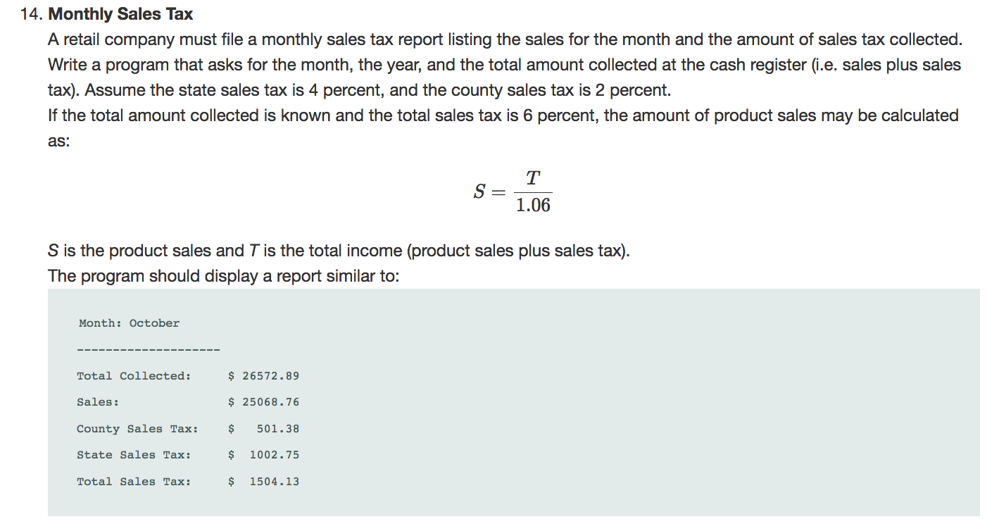 14. Monthly Sales Tax
A retail company must file a monthly sales tax report listing the sales for the month and the amount of sales tax collected.
Write a program that asks for the month, the year, and the total amount collected at the cash register (i.e. sales plus sales
tax). Assume the state sales tax is 4 percent, and the county sales tax is 2 percent.
If the total amount collected is known and the total sales tax is 6 percent, the amount of product sales may be calculated
as:
S = T / 1.06
S is the product sales and T is the total income (product sales plus sales tax).
The program should display a report similar to:
Month: October
--------------------
Total Collected: $ 26572.89
Sales: $ 25068.76
County Sales Tax: $ 501.38
State Sales Tax: $ 1002.75
Total Sales Tax: $ 1504.13